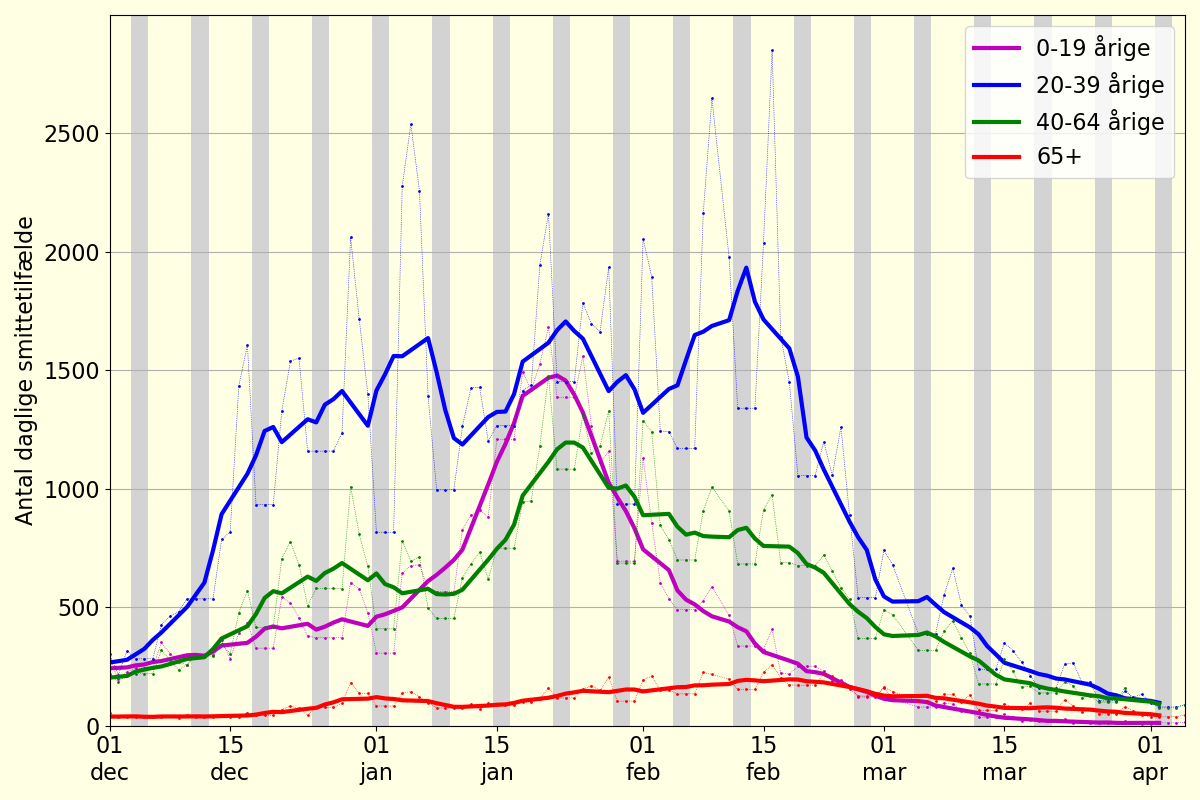 0-19 årige
20-39 årige
40-64 årige
65+
Antal daglige smittetilfælde
2500
2000
1500
1000
500
0
01 15 01 15 01 15 01 15 01
dec dec jan jan feb feb mar mar apr